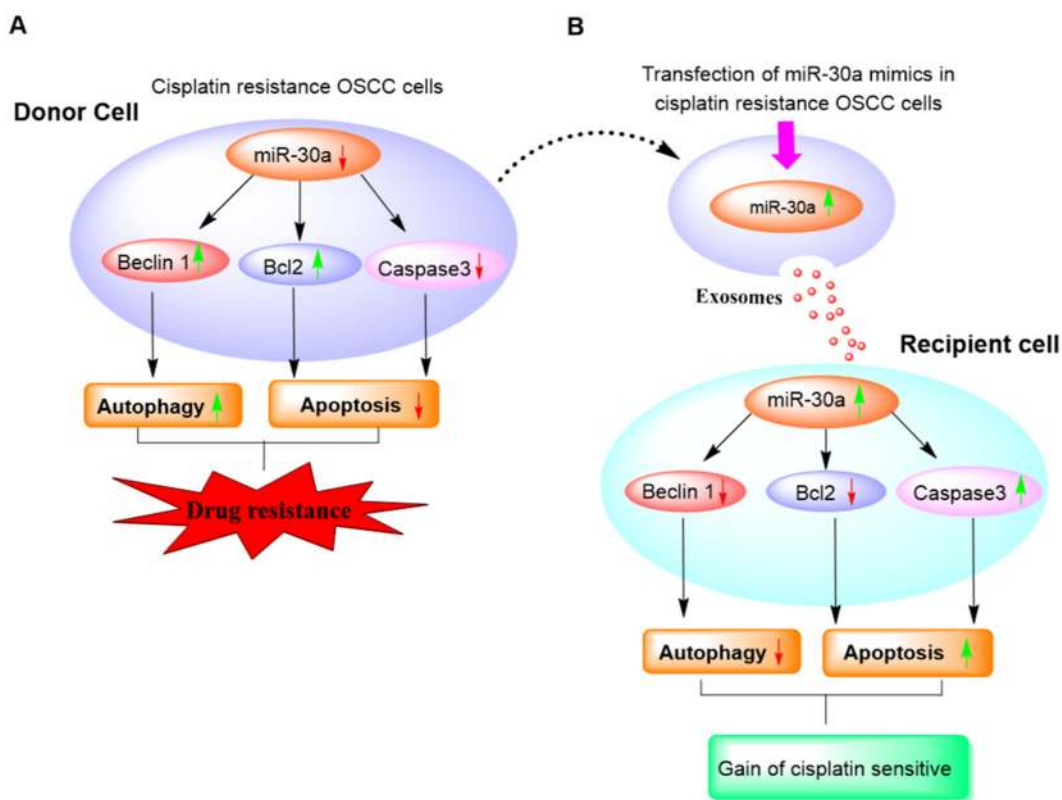 A
Cisplatin resistance OSCC cells
Donor Cell
miR-30a
Beclin 1
Bcl2
Caspase3
Autophagy
Apoptosis
Drug resistance
B
Transfection of miR-30a mimics in
cisplatin resistance OSCC cells
miR-30a
Exosomes
Recipient cell
miR-30a
Beclin 1
Bcl2
Caspase3
Autophagy
Apoptosis
Gain of cisplatin sensitive